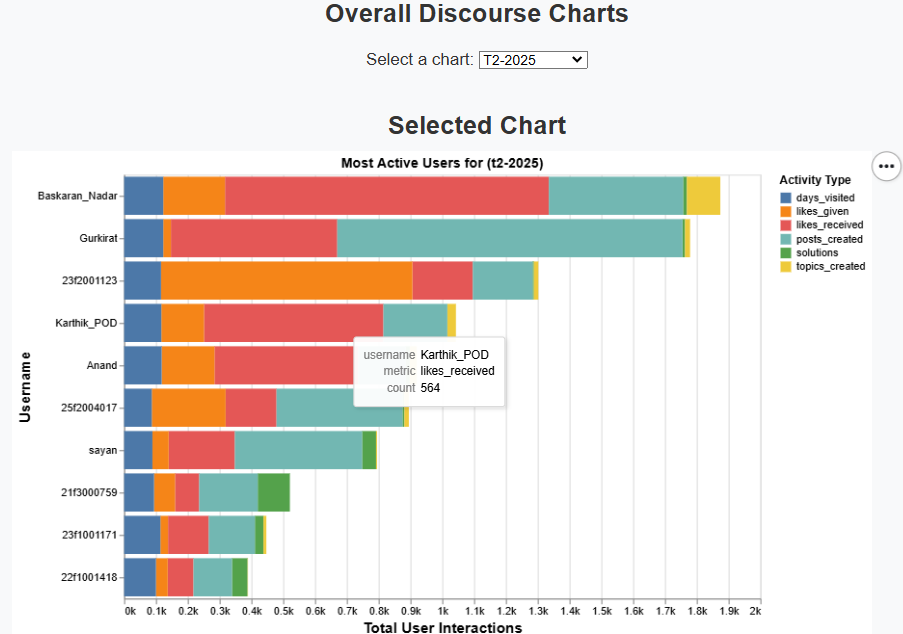 Overall Discourse Charts
Select a chart: T2-2025
Selected Chart
Most Active Users for (t2-2025)
Username
Baskaran_Nadar
Gurkirat
23f2001123
Karthik_POD
Anand
25f2004017
sayan
21f3000759
23f1001171
22f1001418
username Karthik_POD
metric likes_received
count 564
0k 0.1k 0.2k 0.3k 0.4k 0.5k 0.6k 0.7k 0.8k 0.9k 1k 1.1k 1.2k 1.3k 1.4k 1.5k 1.6k 1.7k 1.8k 1.9k 2k
Total User Interactions
Activity Type
days_visited
likes_given
likes_received
posts_created
solutions
topics_created